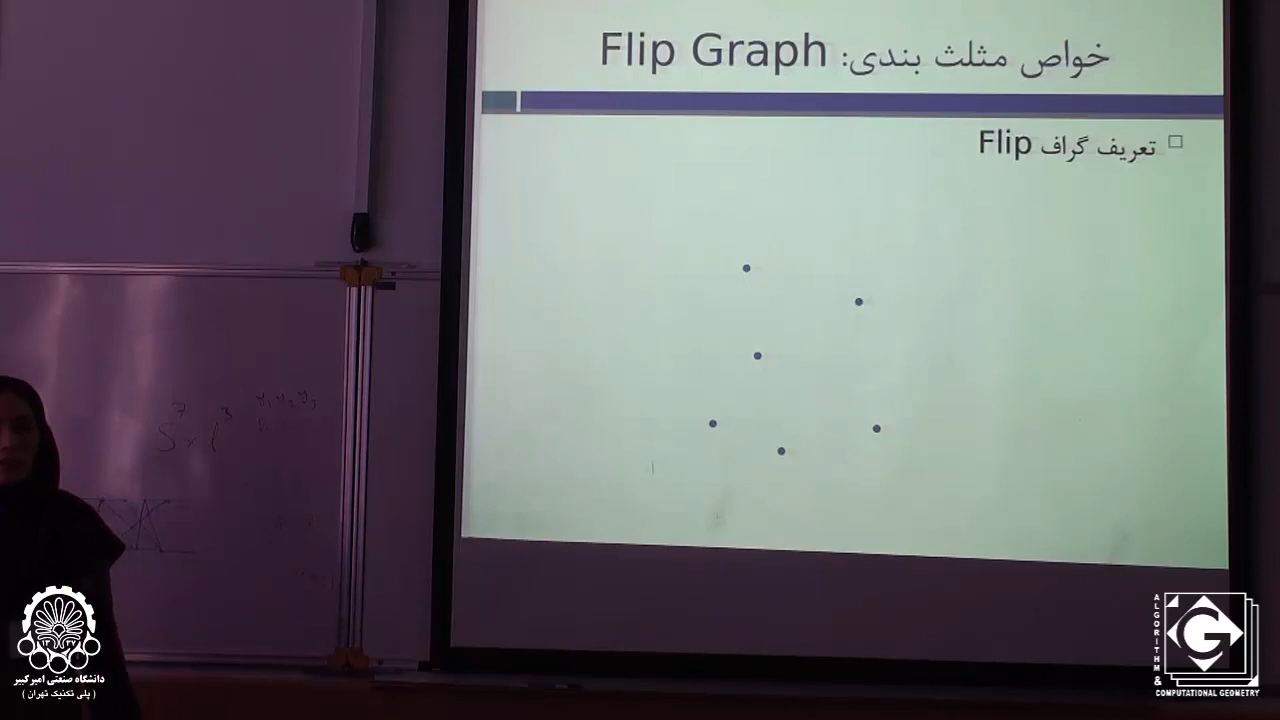 خواص مثلث بندی: Flip Graph
تعریف گراف Flip
دانشگاه صنعتی امیرکبیر
( پلی تکنیک تهران )
ALGORITHM &
COMPUTATIONAL GEOMETRY
G